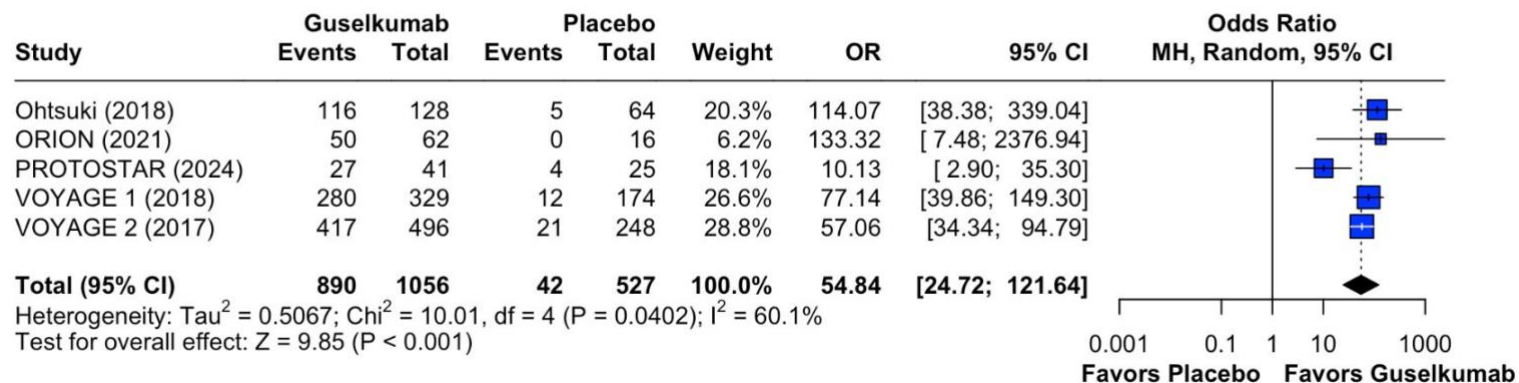 Guselkumab Placebo Odds Ratio
Study Events Total Events Total Weight OR 95% CI MH, Random, 95% CI
Ohtsuki (2018) 116 128 5 64 20.3% 114.07 [38.38; 339.04]
ORION (2021) 50 62 0 16 6.2% 133.32 [ 7.48; 2376.94]
PROTOSTAR (2024) 27 41 4 25 18.1% 10.13 [ 2.90; 35.30]
VOYAGE 1 (2018) 280 329 12 174 26.6% 77.14 [39.86; 149.30]
VOYAGE 2 (2017) 417 496 21 248 28.8% 57.06 [34.34; 94.79]
Total (95% CI) 890 1056 42 527 100.0% 54.84 [24.72; 121.64]
Heterogeneity: Tau² = 0.5067; Chi² = 10.01, df = 4 (P = 0.0402); I² = 60.1%
Test for overall effect: Z = 9.85 (P < 0.001)
0.001 0.1 1 10 1000
Favors Placebo Favors Guselkumab